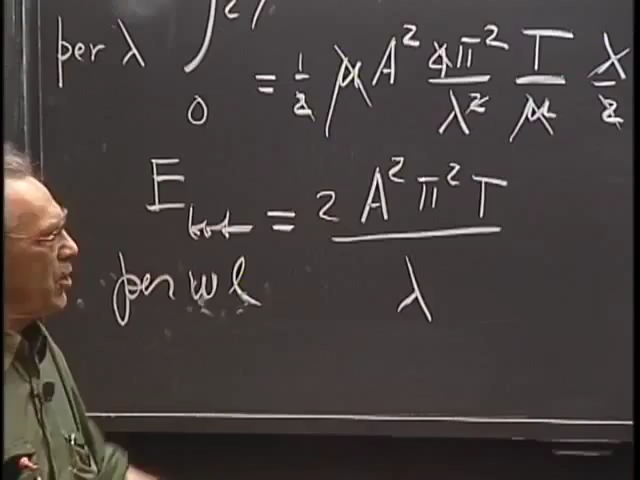 per λ ∫ 0 = 1/2 μ A² 4π²/λ² T/μ λ/2
E tot = 2 A² π² T / λ
per wl